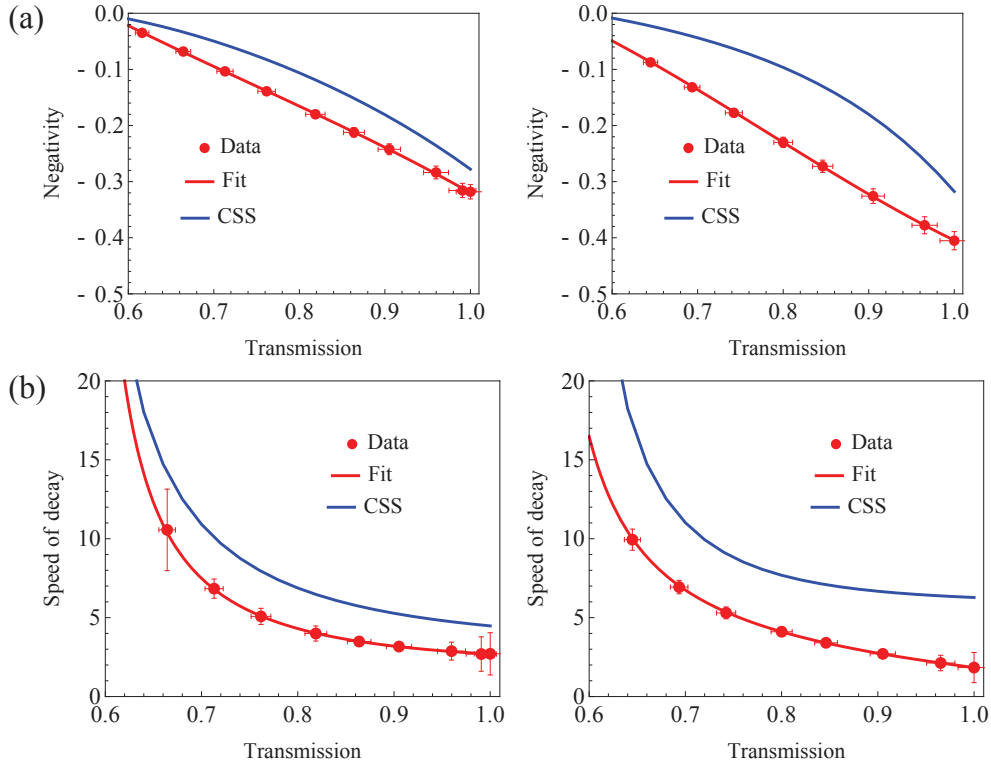 (a)
0.0
- 0.1
- 0.2
- 0.3
- 0.4
- 0.5
Negativity
Data
Fit
CSS
0.6 0.7 0.8 0.9 1.0
Transmission
0.0
- 0.1
- 0.2
- 0.3
- 0.4
- 0.5
Negativity
Data
Fit
CSS
0.6 0.7 0.8 0.9 1.0
Transmission
(b)
20
15
10
5
0
Speed of decay
Data
Fit
CSS
0.6 0.7 0.8 0.9 1.0
Transmission
20
15
10
5
0
Speed of decay
Data
Fit
CSS
0.6 0.7 0.8 0.9 1.0
Transmission